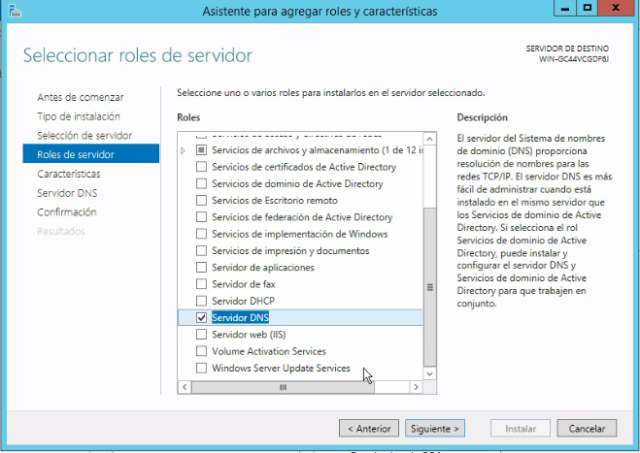 Asistente para agregar roles y características
Seleccionar roles de servidor
SERVIDOR DE DESTINO
WIN-GC44VCGDF6J
Antes de comenzar
Tipo de instalación
Selección de servidor
Roles de servidor
Características
Servidor DNS
Confirmación
Resultados
Seleccione uno o varios roles para instalarlos en el servidor seleccionado.
Roles
Servicios de acceso y directivas de redes
Servicios de archivos y almacenamiento (1 de 12 i
Servicios de certificados de Active Directory
Servicios de dominio de Active Directory
Servicios de Escritorio remoto
Servicios de federación de Active Directory
Servicios de implementación de Windows
Servicios de impresión y documentos
Servidor de aplicaciones
Servidor de fax
Servidor DHCP
Servidor DNS
Servidor web (IIS)
Volume Activation Services
Windows Server Update Services
Descripción
El servidor del Sistema de nombres
de dominio (DNS) proporciona
resolución de nombres para las
redes TCP/IP. El servidor DNS es más
fácil de administrar cuando está
instalado en el mismo servidor que
los Servicios de dominio de Active
Directory. Si selecciona el rol
Servicios de dominio de Active
Directory, puede instalar y
configurar el servidor DNS y
Servicios de dominio de Active
Directory para que trabajen en
conjunto.
< Anterior
Siguiente >
Instalar
Cancelar